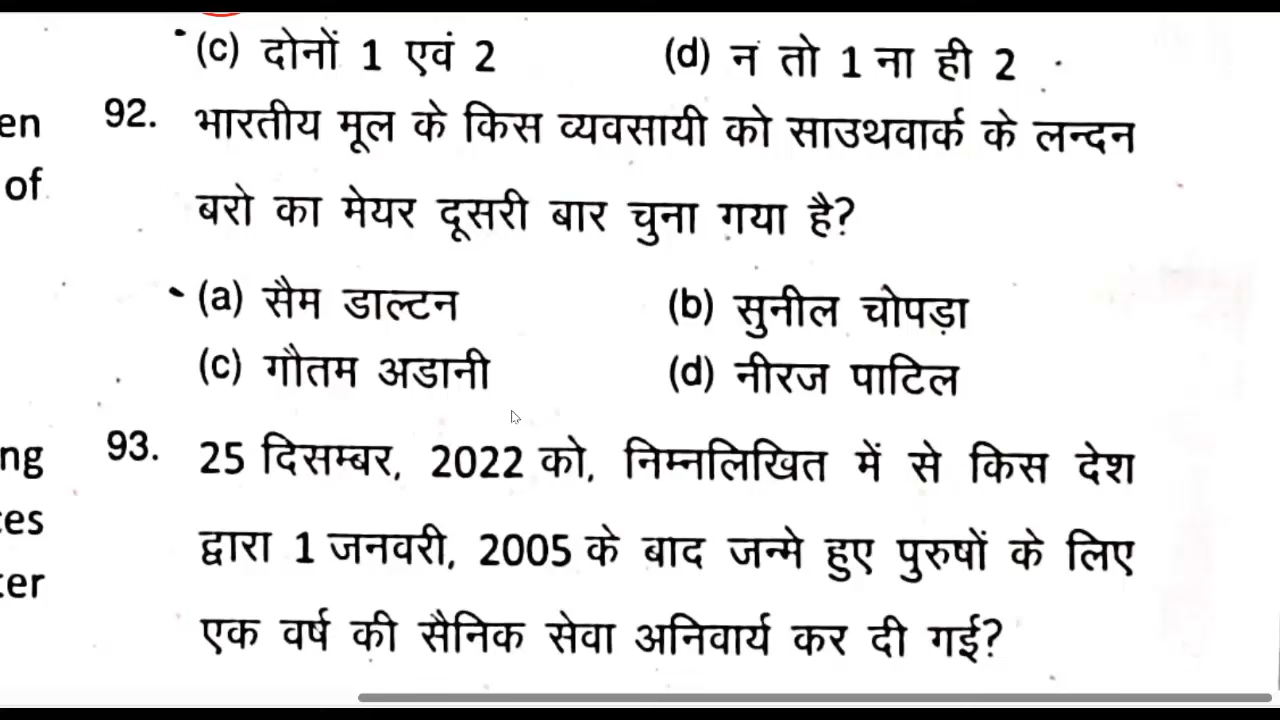 (c) दोनों 1 एवं 2 (d) न तो 1 ना ही 2
en 92. भारतीय मूल के किस व्यवसायी को साउथवार्क के लन्दन
of बरो का मेयर दूसरी बार चुना गया है?
(a) सैम डाल्टन (b) सुनील चोपड़ा
(c) गौतम अडानी (d) नीरज पाटिल
ng 93. 25 दिसम्बर, 2022 को, निम्नलिखित में से किस देश
ces द्वारा 1 जनवरी, 2005 के बाद जन्मे हुए पुरुषों के लिए
ter एक वर्ष की सैनिक सेवा अनिवार्य कर दी गई?